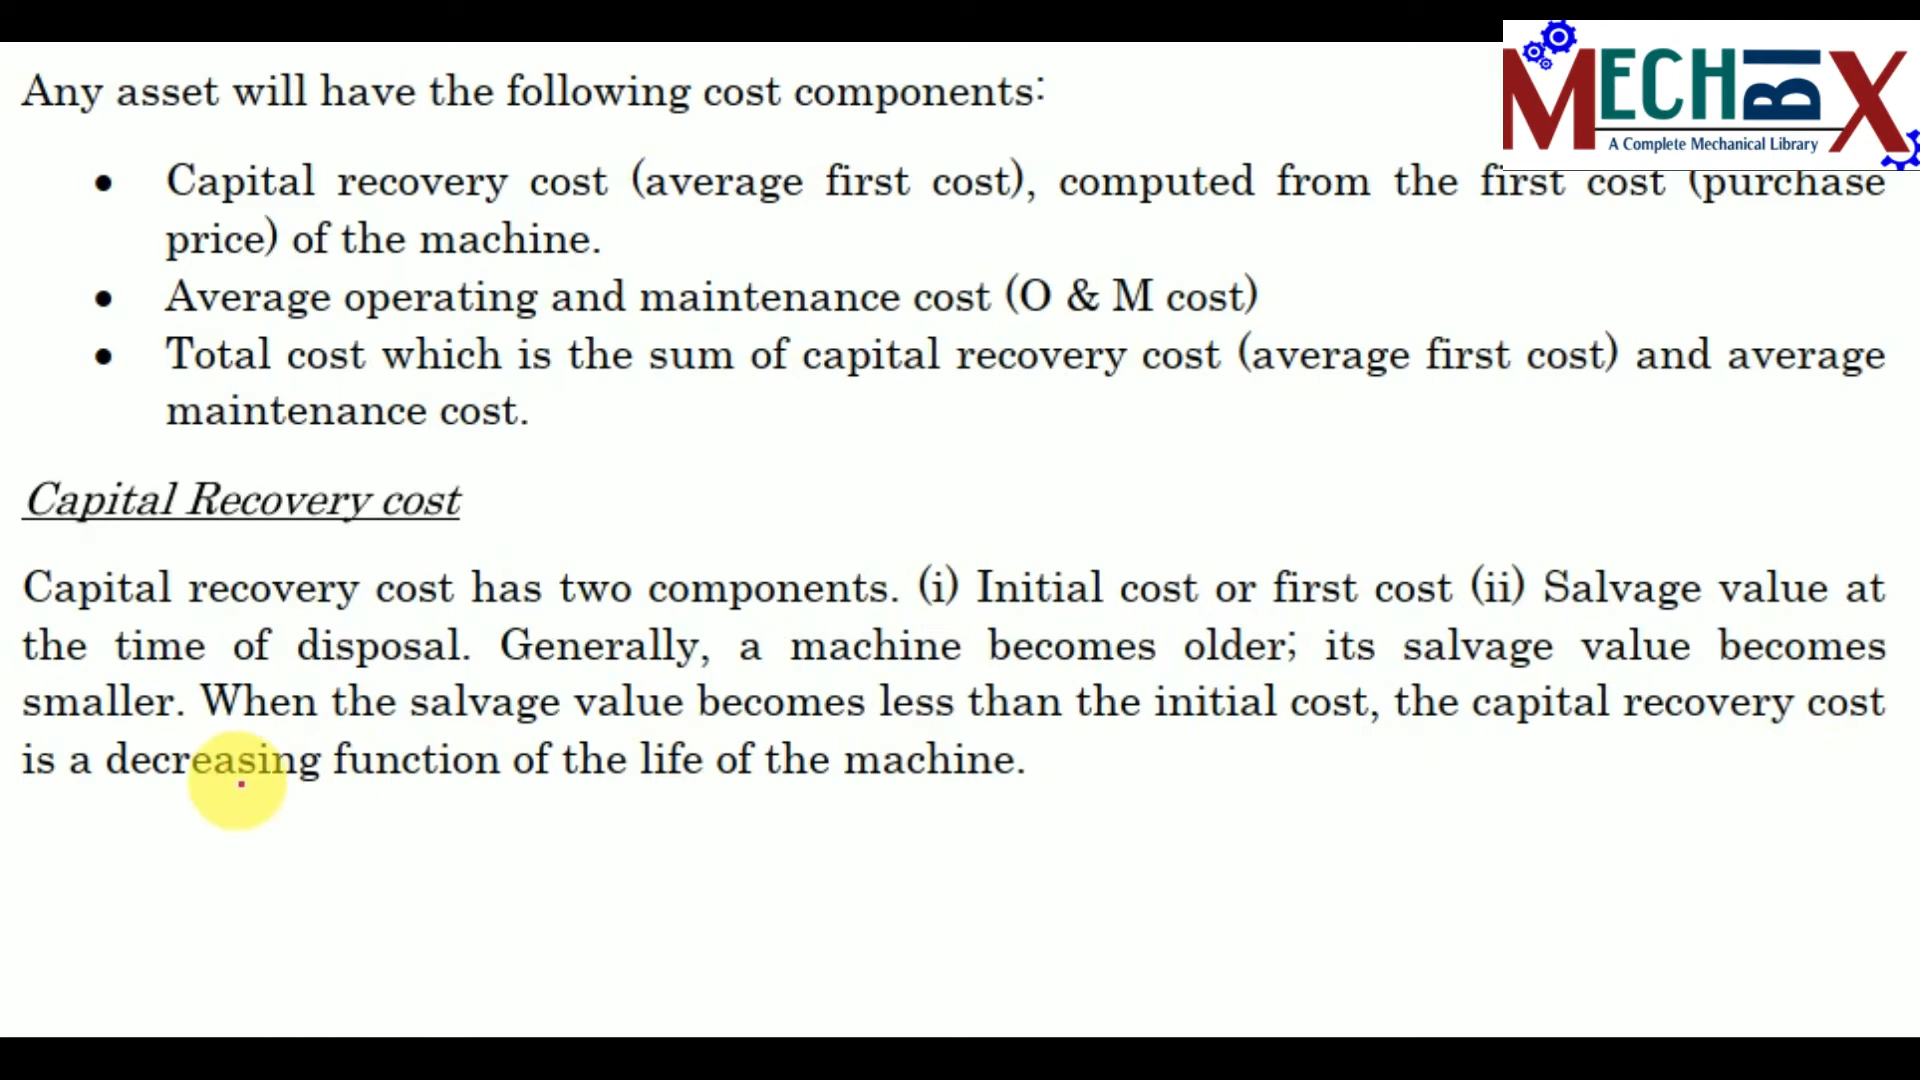 MECHBIX
A Complete Mechanical Library
Any asset will have the following cost components:
• Capital recovery cost (average first cost), computed from the first cost (purchase
price) of the machine.
• Average operating and maintenance cost (O & M cost)
• Total cost which is the sum of capital recovery cost (average first cost) and average
maintenance cost.
Capital Recovery cost
Capital recovery cost has two components. (i) Initial cost or first cost (ii) Salvage value at
the time of disposal. Generally, a machine becomes older; its salvage value becomes
smaller. When the salvage value becomes less than the initial cost, the capital recovery cost
is a decreasing function of the life of the machine.